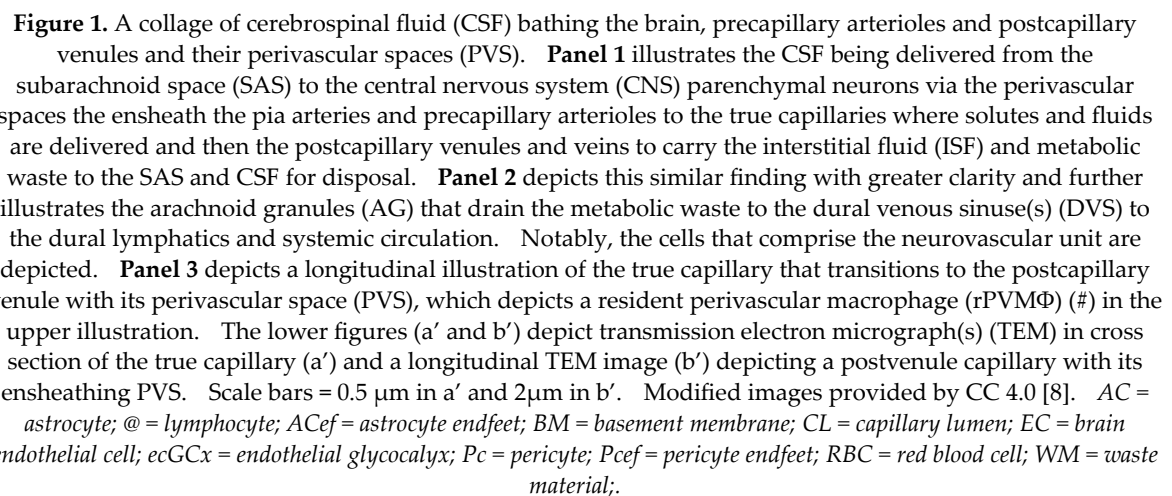 Figure 1. A collage of cerebrospinal fluid (CSF) bathing the brain, precapillary arterioles and postcapillary
venules and their perivascular spaces (PVS). Panel 1 illustrates the CSF being delivered from the
subarachnoid space (SAS) to the central nervous system (CNS) parenchymal neurons via the perivascular
spaces the ensheath the pia arteries and precapillary arterioles to the true capillaries where solutes and fluids
are delivered and then the postcapillary venules and veins to carry the interstitial fluid (ISF) and metabolic
waste to the SAS and CSF for disposal. Panel 2 depicts this similar finding with greater clarity and further
illustrates the arachnoid granules (AG) that drain the metabolic waste to the dural venous sinuse(s) (DVS) to
the dural lymphatics and systemic circulation. Notably, the cells that comprise the neurovascular unit are
depicted. Panel 3 depicts a longitudinal illustration of the true capillary that transitions to the postcapillary
venule with its perivascular space (PVS), which depicts a resident perivascular macrophage (rPVMΦ) (#) in the
upper illustration. The lower figures (a' and b') depict transmission electron micrograph(s) (TEM) in cross
section of the true capillary (a') and a longitudinal TEM image (b') depicting a postvenule capillary with its
ensheathing PVS. Scale bars = 0.5 μm in a' and 2μm in b'. Modified images provided by CC 4.0 [8]. AC =
astrocyte; @ = lymphocyte; ACef = astrocyte endfeet; BM = basement membrane; CL = capillary lumen; EC = brain
endothelial cell; ecGCx = endothelial glycocalyx; Pc = pericyte; Pcef = pericyte endfeet; RBC = red blood cell; WM = waste
material;.